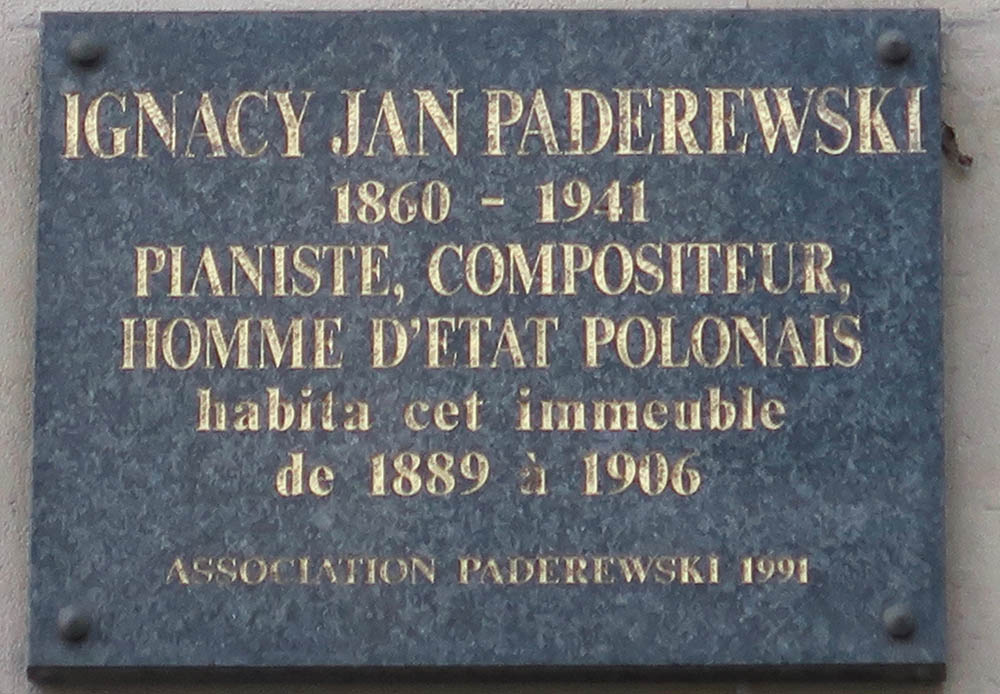 IGNACY JAN PADEREWSKI
1860 - 1941
PIANISTE, COMPOSITEUR,
HOMME D'ETAT POLONAIS
habita cet immeuble
de 1889 à 1906
ASSOCIATION PADEREWSKI 1991